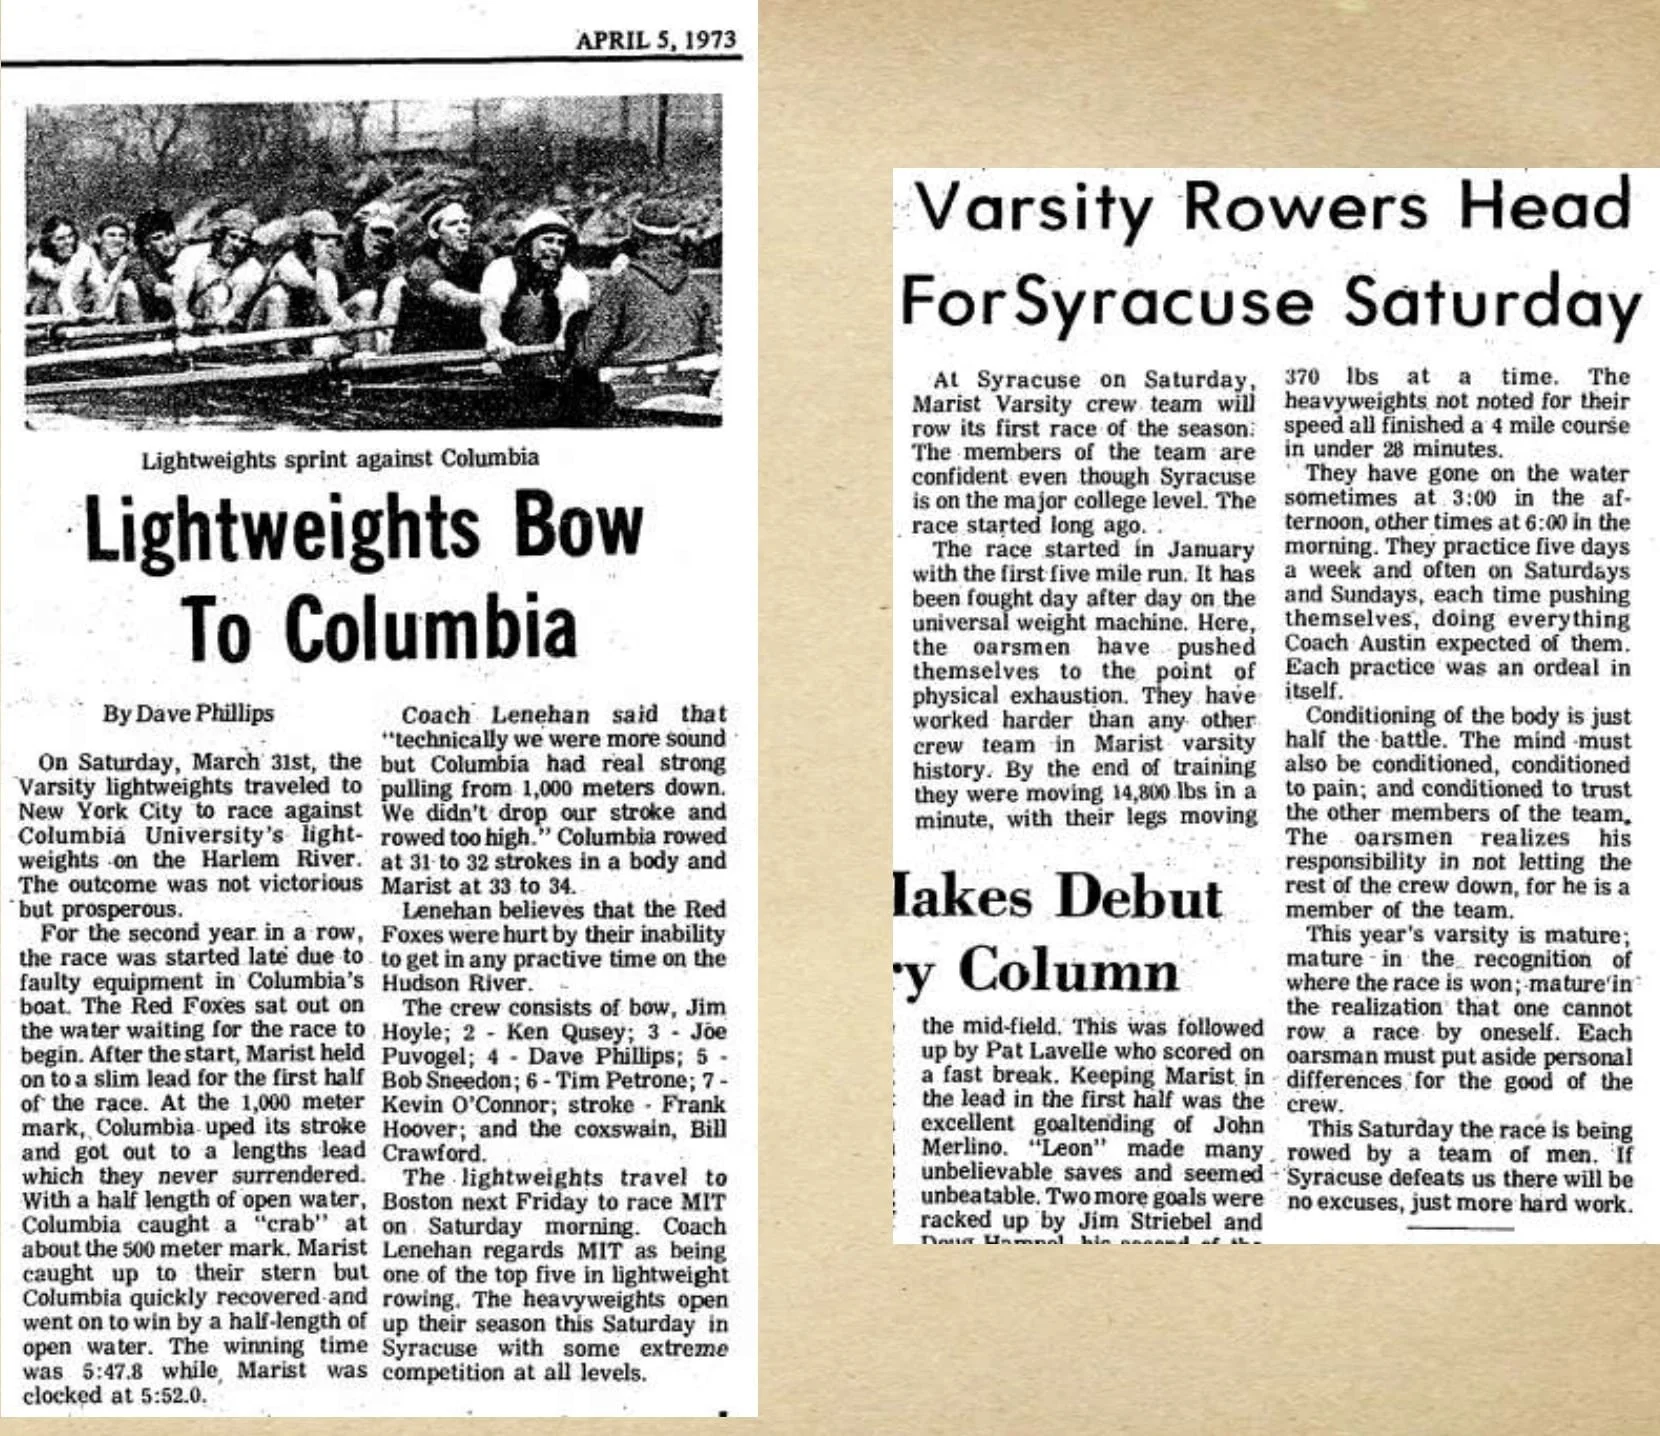 APRIL 5, 1973
Lightweights sprint against Columbia
Lightweights Bow
To Columbia
By Dave Phillips
On Saturday, March 31st, the
Varsity lightweights traveled to
New York City to race against
Columbia University's light-
weights on the Harlem River.
The outcome was not victorious
but prosperous.
For the second year in a row,
the race was started late due to
faulty equipment in Columbia's
boat. The Red Foxes sat out on
the water waiting for the race to
begin. After the start, Marist held
on to a slim lead for the first half
of the race. At the 1,000 meter
mark, Columbia uped its stroke
and got out to a lengths lead
which they never surrendered.
With a half length of open water,
Columbia caught a "crab" at
about the 500 meter mark. Marist
caught up to their stern but
Columbia quickly recovered and
went on to win by a half-length of
open water. The winning time
was 5:47.8 while Marist was
clocked at 5:52.0.
Coach Lenehan said that
"technically we were more sound
but Columbia had real strong
pulling from 1,000 meters down.
We didn't drop our stroke and
rowed too high." Columbia rowed
at 31 to 32 strokes in a body and
Marist at 33 to 34.
Lenehan believes that the Red
Foxes were hurt by their inability
to get in any practive time on the
Hudson River.
The crew consists of bow, Jim
Hoyle; 2 - Ken Qusey; 3 - Joe
Puvogel; 4 - Dave Phillips; 5 -
Bob Sneedon; 6 - Tim Petrone; 7 -
Kevin O'Connor; stroke - Frank
Hoover; and the coxswain, Bill
Crawford.
The lightweights travel to
Boston next Friday to race MIT
on Saturday morning. Coach
Lenehan regards MIT as being
one of the top five in lightweight
rowing. The heavyweights open
up their season this Saturday in
Syracuse with some extreme
competition at all levels.
Varsity Rowers Head
For Syracuse Saturday
At Syracuse on Saturday,
Marist Varsity crew team will
row its first race of the season.
The members of the team are
confident even though Syracuse
is on the major college level. The
race started long ago.
The race started in January
with the first five mile run. It has
been fought day after day on the
universal weight machine. Here,
the oarsmen have pushed
themselves to the point of
physical exhaustion. They have
worked harder than any other
crew team in Marist varsity
history. By the end of training
they were moving 14,800 lbs in a
minute, with their legs moving
370 lbs at a time. The
heavyweights not noted for their
speed all finished a 4 mile course
in under 28 minutes.
They have gone on the water
sometimes at 3:00 in the af-
ternoon, other times at 6:00 in the
morning. They practice five days
a week and often on Saturdays
and Sundays, each time pushing
themselves, doing everything
Coach Austin expected of them.
Each practice was an ordeal in
itself.
Conditioning of the body is just
half the battle. The mind must
also be conditioned, conditioned
to pain; and conditioned to trust
the other members of the team.
The oarsmen realizes his
responsibility in not letting the
rest of the crew down, for he is a
member of the team.
This year's varsity is mature;
mature in the recognition of
where the race is won; mature in
the realization that one cannot
row a race by oneself. Each
oarsman must put aside personal
differences for the good of the
crew.
This Saturday the race is being
rowed by a team of men. If
Syracuse defeats us there will be
no excuses, just more hard work.
Makes Debut
ry Column
the mid-field. This was followed
up by Pat Lavelle who scored on
a fast break. Keeping Marist in
the lead in the first half was the
excellent goaltending of John
Merlino. "Leon" made many
unbelievable saves and seemed
unbeatable. Two more goals were
racked up by Jim Striebel and